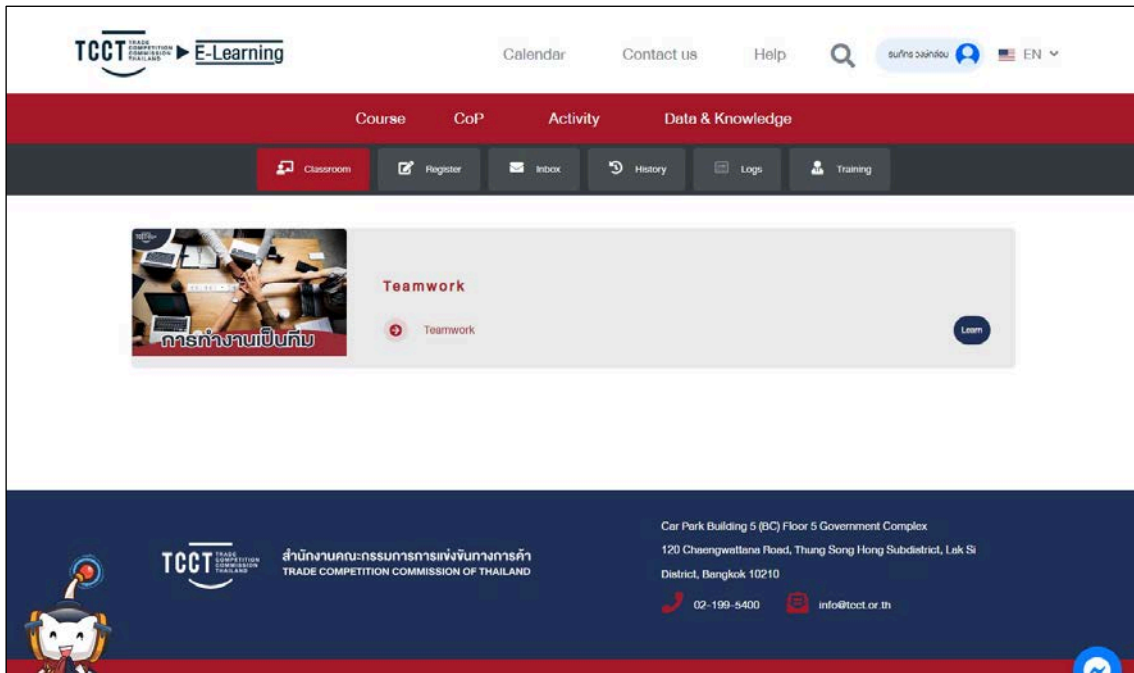 TCCT TRADE COMPETITION COMMISSION THAILAND E-Learning
Calendar Contact us Help EN
Course CoP Activity Data & Knowledge
Classroom Register Inbox History Logs Training
Teamwork
Teamwork
Learn
การทำงานเป็นทีม
TCCT TRADE COMPETITION COMMISSION THAILAND
สำนักงานคณะกรรมการการแข่งขันทางการค้า
TRADE COMPETITION COMMISSION OF THAILAND
Car Park Building 5 (BC) Floor 5 Government Complex
120 Chaengwattana Road, Thung Song Hong Subdistrict, Lak Si
District, Bangkok 10210
02-199-5400 info@tcct.or.th